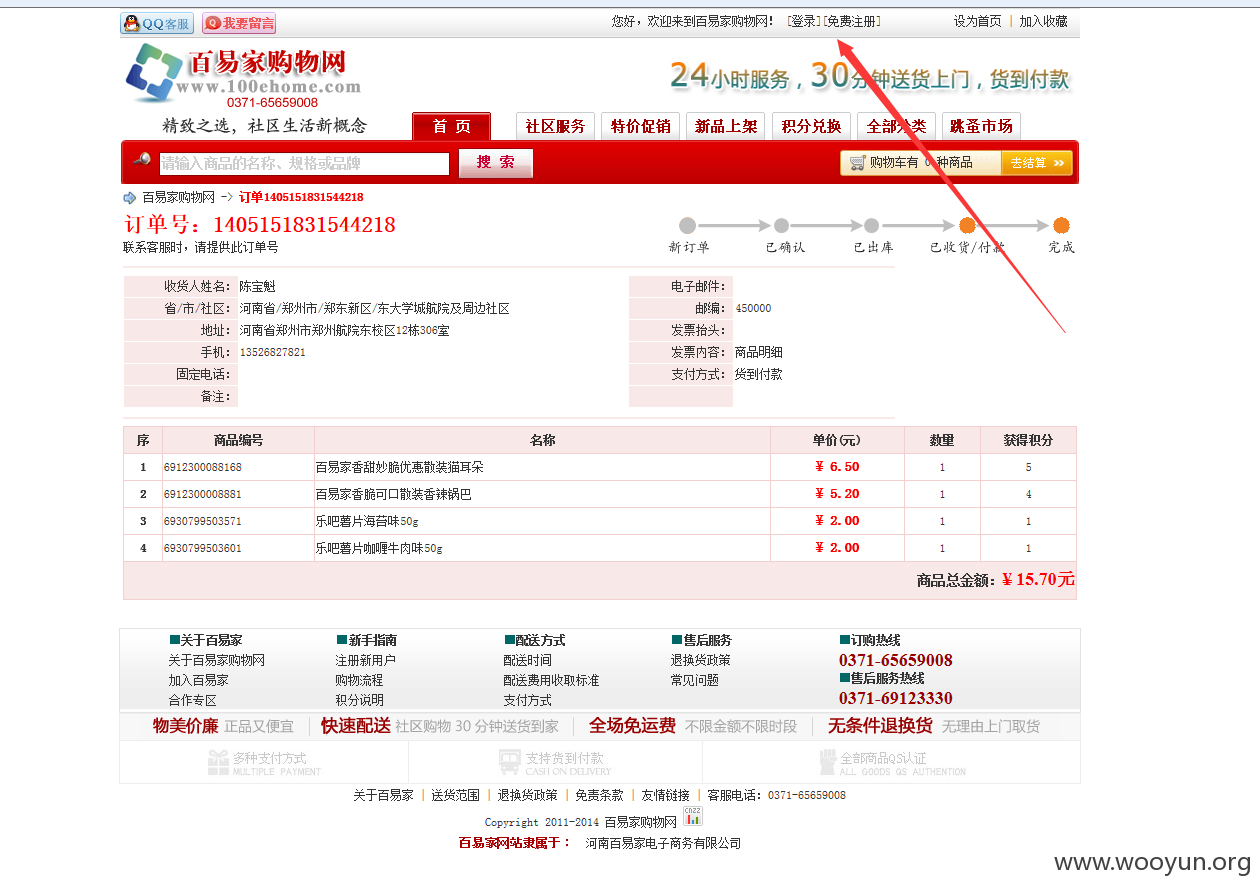 QQ客服 我要留言 您好，欢迎来到百易家购物网! [登录][免费注册] 设为首页 | 加入收藏
百易家购物网
www.100ehome.com
0371-65659008
24小时服务，30分钟送货上门，货到付款
精致之选，社区生活新概念
首 页 社区服务 特价促销 新品上架 积分兑换 全部分类 跳蚤市场
请输入商品的名称、规格或品牌 搜 索 购物车有 0 种商品 去结算 »
百易家购物网 -> 订单1405151831544218
订单号：1405151831544218
联系客服时，请提供此订单号
新订单 已确认 已出库 已收货/付款 完成
收货人姓名： 陈宝魁 电子邮件：
省/市/社区： 河南省/郑州市/郑东新区/东大学城航院及周边社区 邮编： 450000
地址： 河南省郑州市郑州航院东校区12栋306室 发票抬头：
手机： 13526827821 发票内容： 商品明细
固定电话： 支付方式： 货到付款
备注：
序 商品编号 名称 单价(元) 数量 获得积分
1 6912300088168 百易家香甜妙脆优惠散装猫耳朵 ¥ 6.50 1 5
2 6912300008881 百易家香脆可口散装香辣锅巴 ¥ 5.20 1 4
3 6930799503571 乐吧薯片海苔味50g ¥ 2.00 1 1
4 6930799503601 乐吧薯片咖喱牛肉味50g ¥ 2.00 1 1
商品总金额：¥ 15.70元
关于百易家 新手指南 配送方式 售后服务 订购热线
关于百易家购物网 注册新用户 配送时间 退换货政策 0371-65659008
加入百易家 购物流程 配送费用收取标准 常见问题 售后服务热线
合作专区 积分说明 支付方式 0371-69123330
物美价廉 正品又便宜 快速配送 社区购物 30 分钟送货到家 全场免运费 不限金额不限时段 无条件退换货 无理由上门取货
多种支付方式 支持货到付款 全部商品QS认证
MULTIPLE PAYMENT CASH ON DELIVERY ALL GOODS QS AUTHENTION
关于百易家 | 送货范围 | 退换货政策 | 免责条款 | 友情链接 | 客服电话：0371-65659008
Copyright 2011-2014 百易家购物网 CNZZ
百易家网站隶属于： 河南百易家电子商务有限公司
www.wooyun.org